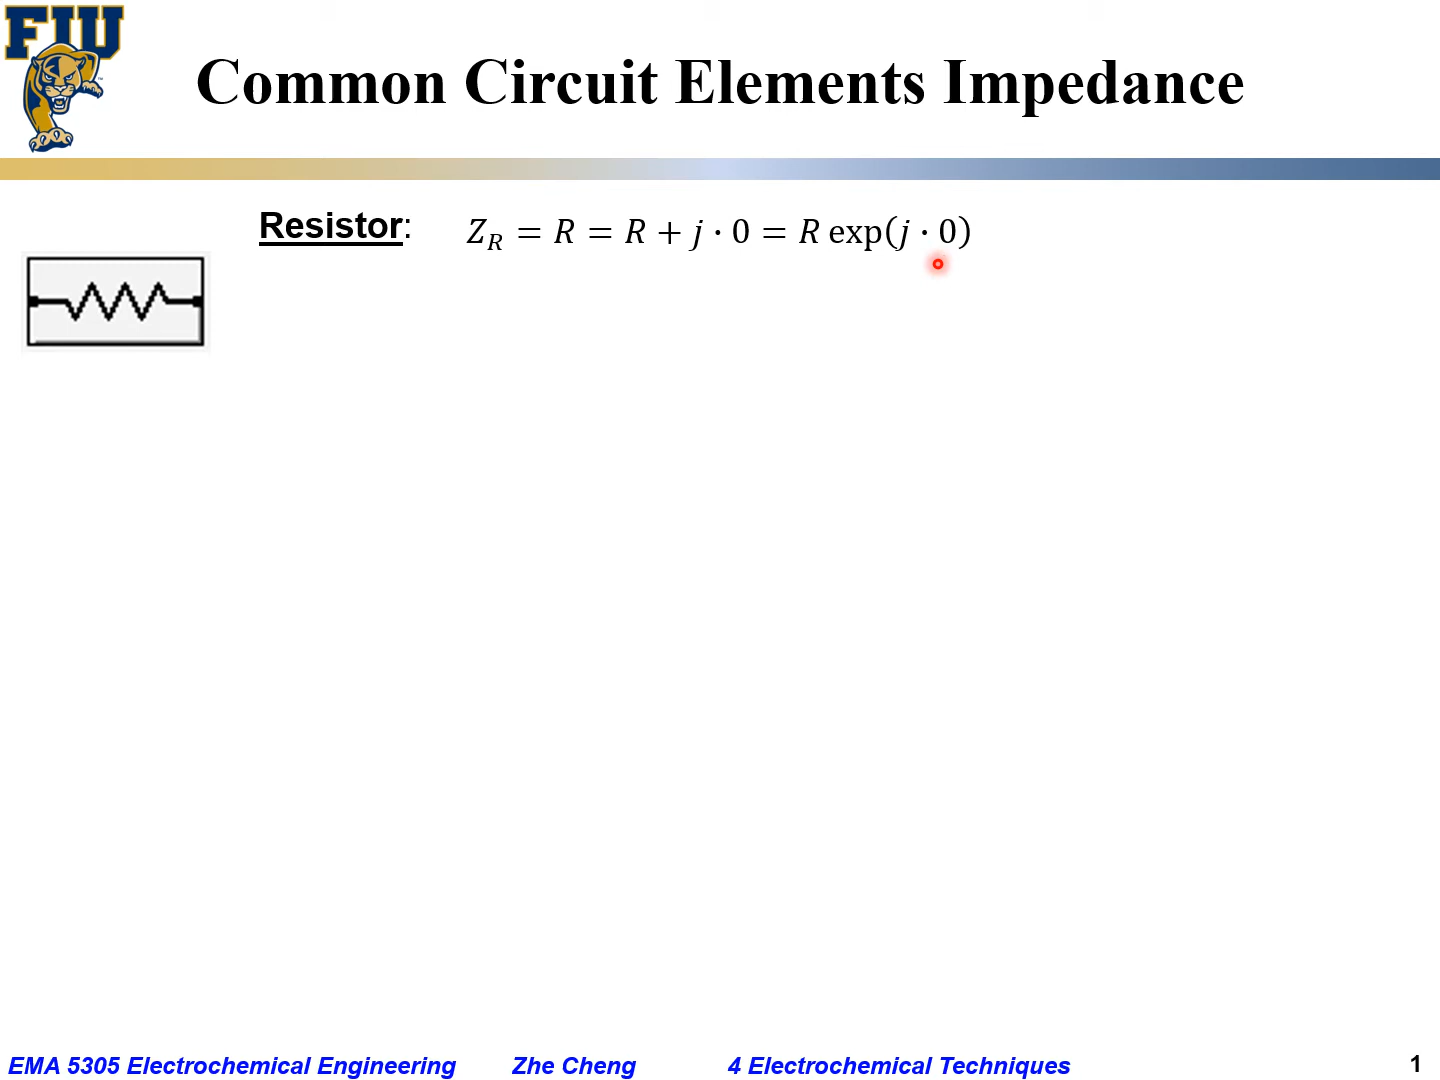 FIU
Common Circuit Elements Impedance
Resistor: Z_R = R = R + j · 0 = R exp(j · 0)
EMA 5305 Electrochemical Engineering Zhe Cheng 4 Electrochemical Techniques 1